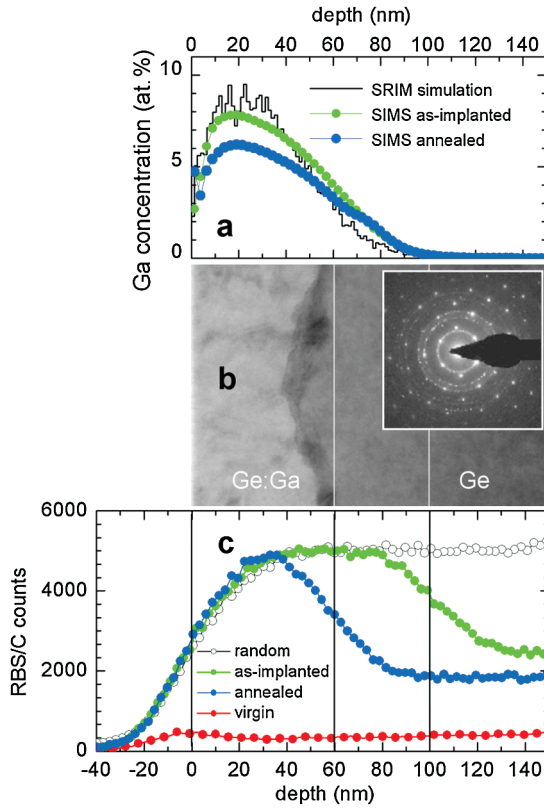 depth (nm)
0 20 40 60 80 100 120 140
10
5
0
Ga concentration (at. %)
SRIM simulation
SIMS as-implanted
SIMS annealed
a
b
Ge:Ga
Ge
6000
4000
2000
0
RBS/C counts
c
random
as-implanted
annealed
virgin
-40 -20 0 20 40 60 80 100 120 140
depth (nm)